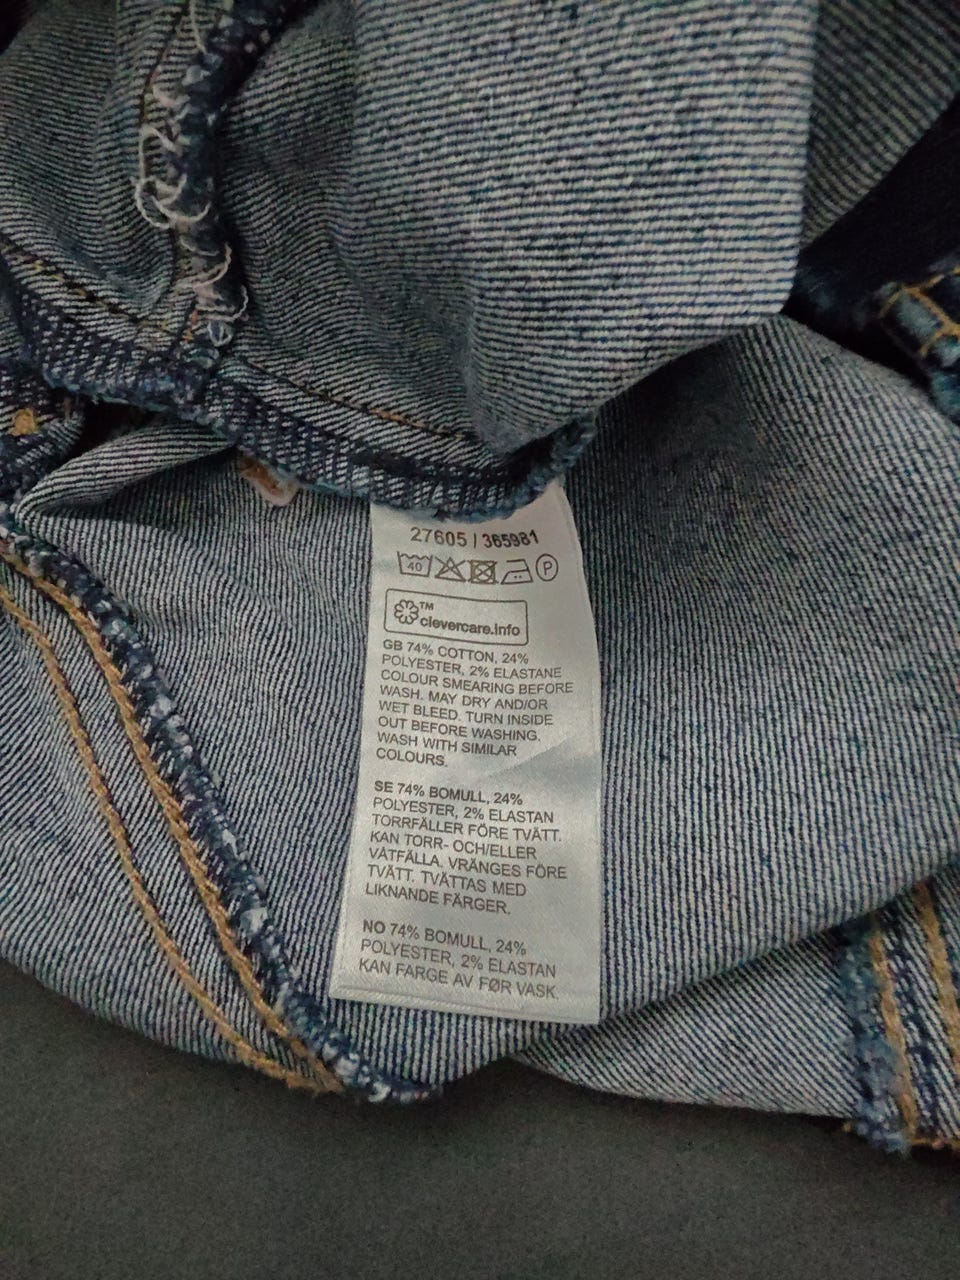 27605 / 365981
40 P
™
clevercare.info
GB 74% COTTON, 24%
POLYESTER, 2% ELASTANE
COLOUR SMEARING BEFORE
WASH. MAY DRY AND/OR
WET BLEED. TURN INSIDE
OUT BEFORE WASHING.
WASH WITH SIMILAR
COLOURS.
SE 74% BOMULL, 24%
POLYESTER, 2% ELASTAN
TORRFÄLLER FÖRE TVÄTT.
KAN TORR- OCH/ELLER
VÅTFÄLLA. VRÄNGES FÖRE
TVÄTT. TVÄTTAS MED
LIKNANDE FÄRGER.
NO 74% BOMULL, 24%
POLYESTER, 2% ELASTAN
KAN FARGE AV FØR VASK.